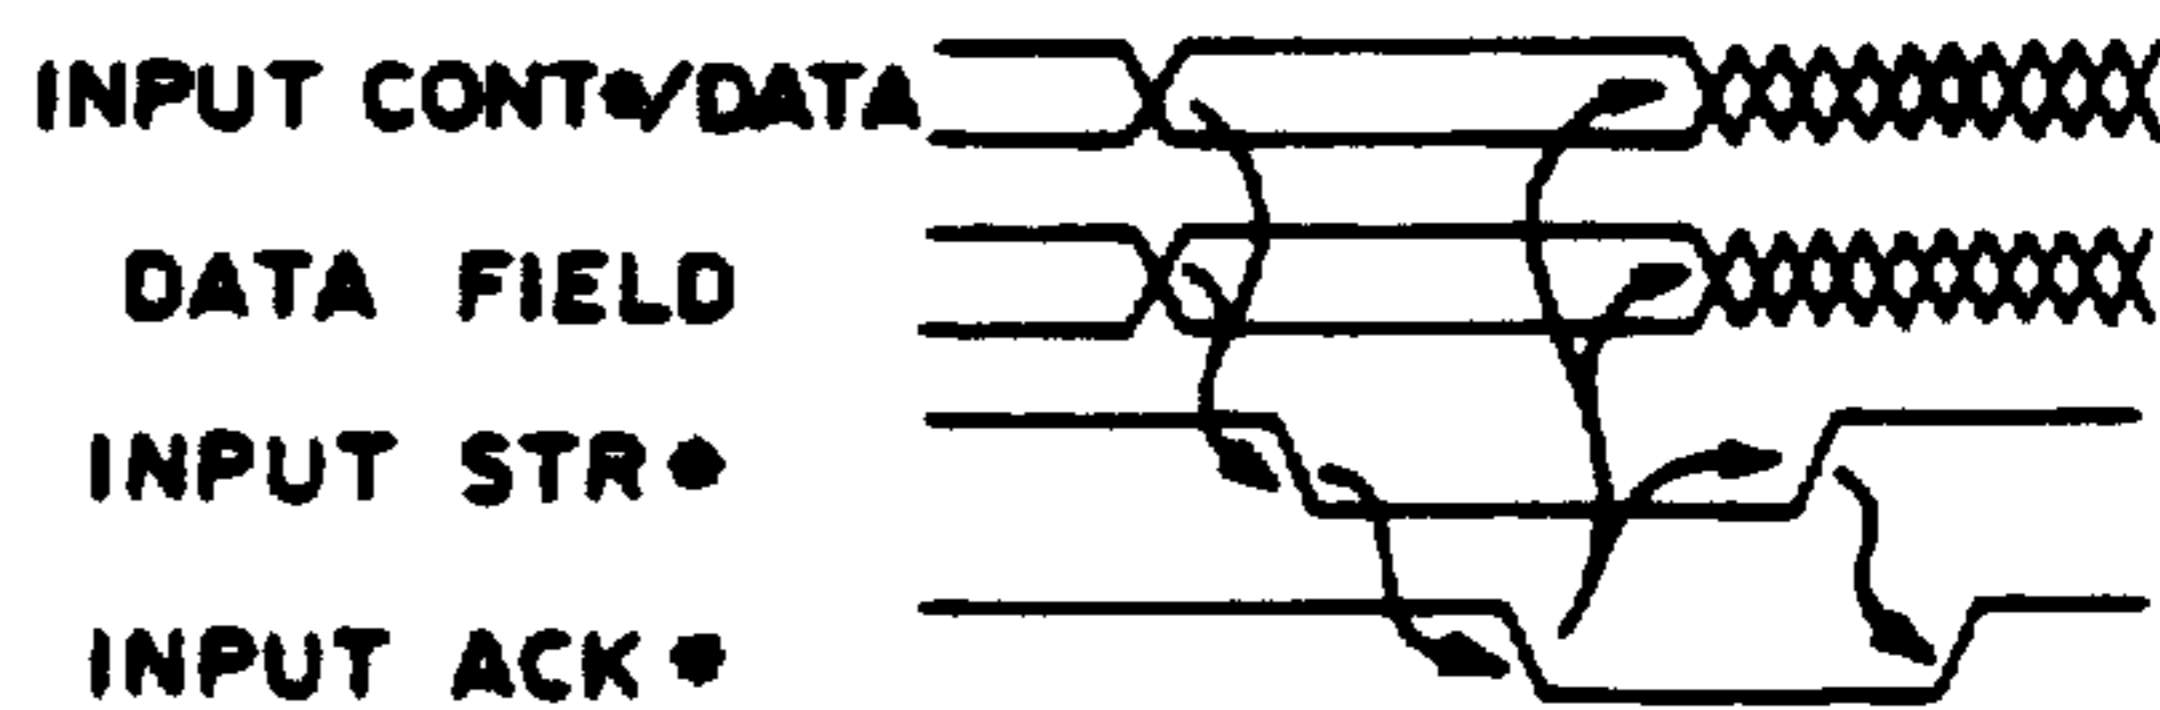 INPUT CONT•/DATA
DATA FIELD
INPUT STR•
INPUT ACK•